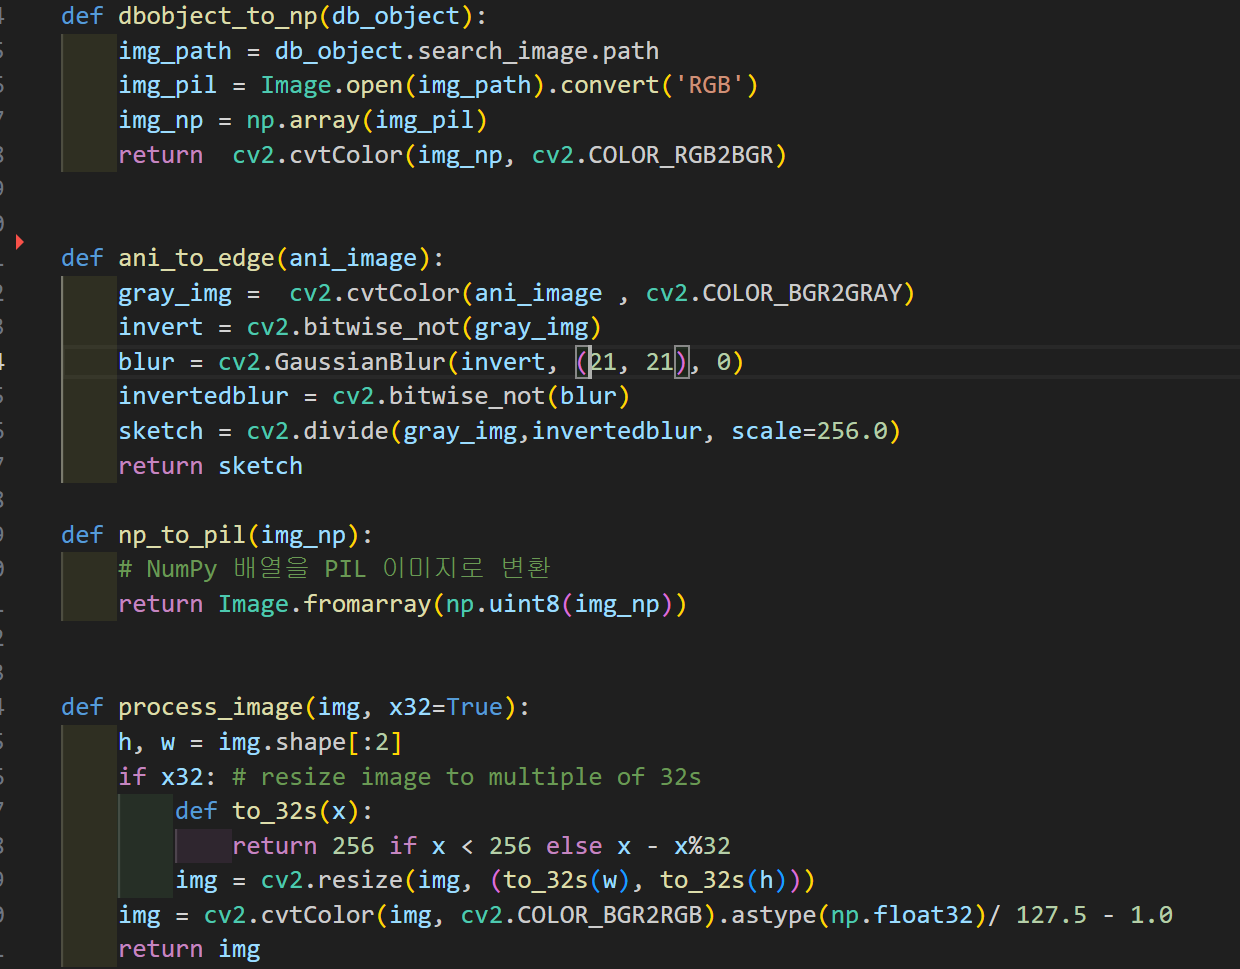 def dbobject_to_np(db_object):
    img_path = db_object.search_image.path
    img_pil = Image.open(img_path).convert('RGB')
    img_np = np.array(img_pil)
    return  cv2.cvtColor(img_np, cv2.COLOR_RGB2BGR)
def ani_to_edge(ani_image):
    gray_img =  cv2.cvtColor(ani_image , cv2.COLOR_BGR2GRAY)
    invert = cv2.bitwise_not(gray_img)
    blur = cv2.GaussianBlur(invert, (21, 21), 0)
    invertedblur = cv2.bitwise_not(blur)
    sketch = cv2.divide(gray_img,invertedblur, scale=256.0)
    return sketch
def np_to_pil(img_np):
    # NumPy 배열을 PIL 이미지로 변환
    return Image.fromarray(np.uint8(img_np))
def process_image(img, x32=True):
    h, w = img.shape[:2]
    if x32: # resize image to multiple of 32s
        def to_32s(x):
            return 256 if x < 256 else x - x%32
        img = cv2.resize(img, (to_32s(w), to_32s(h)))
    img = cv2.cvtColor(img, cv2.COLOR_BGR2RGB).astype(np.float32)/ 127.5 - 1.0
    return img